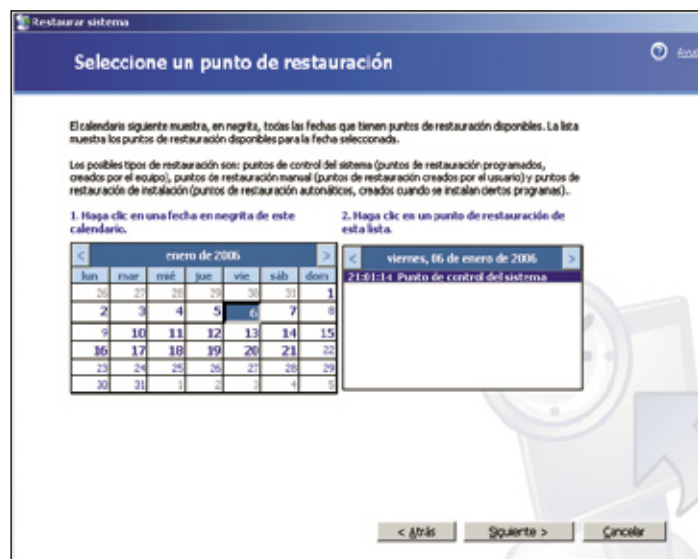 Restaurar sistema
Seleccione un punto de restauración
Ayuda
El calendario siguiente muestra, en negrita, todas las fechas que tienen puntos de restauración disponibles. La lista
muestra los puntos de restauración disponibles para la fecha seleccionada.
Los posibles tipos de restauración son: puntos de control del sistema (puntos de restauración programados,
creados por el equipo), puntos de restauración manual (puntos de restauración creados por el usuario) y puntos de
restauración de instalación (puntos de restauración automáticos, creados cuando se instalan ciertos programas).
1. Haga clic en una fecha en negrita de este
calendario.
2. Haga clic en un punto de restauración de
esta lista.
< enero de 2006 >
lun mar mié jue vie sáb dom
26 27 28 29 30 31 1
2 3 4 5 6 7 8
9 10 11 12 13 14 15
16 17 18 19 20 21 22
23 24 25 26 27 28 29
30 31 1 2 3 4 5
< viernes, 06 de enero de 2006 >
21:01:14 Punto de control del sistema
< Atrás Siguiente > Cancelar